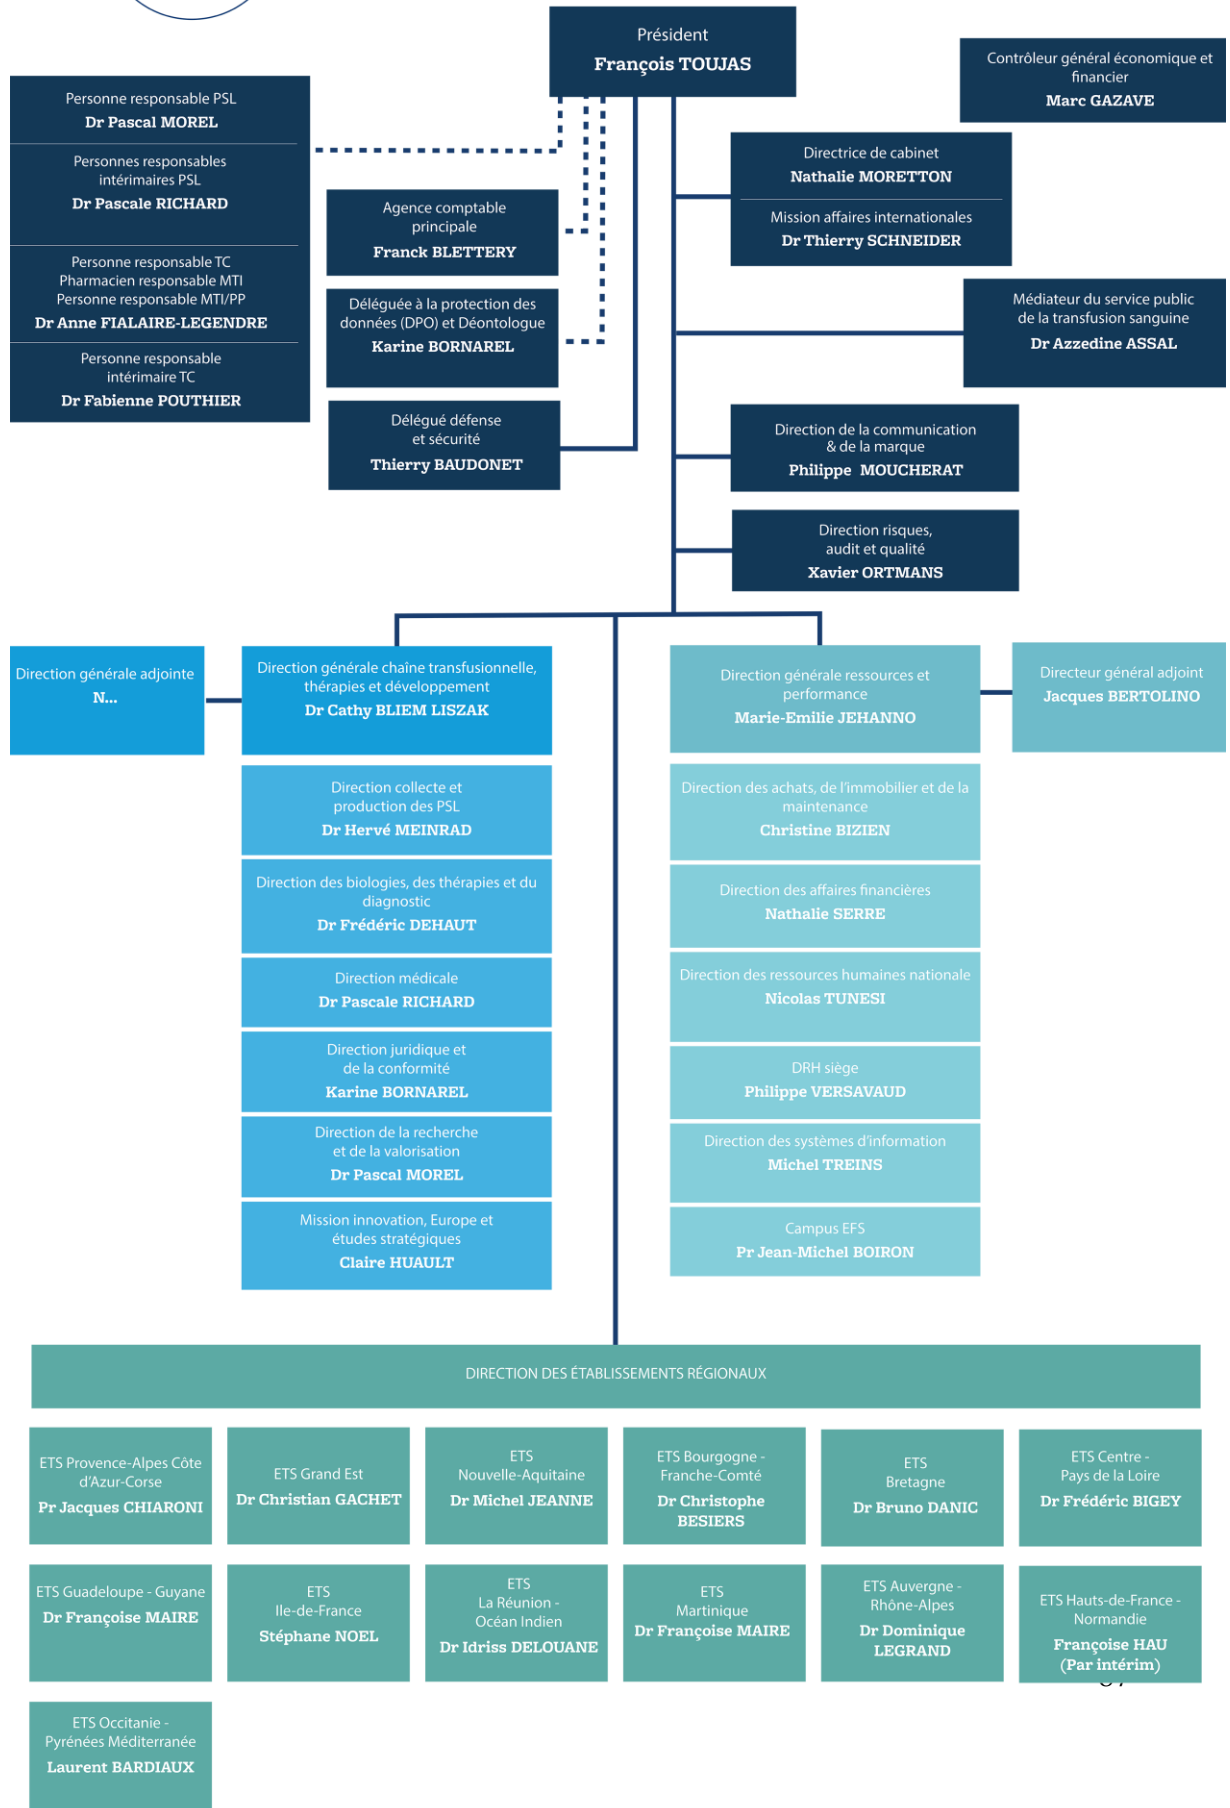 Président
François TOUJAS
Contrôleur général économique et
financier
Marc GAZAVE
Personne responsable PSL
Dr Pascal MOREL
Personnes responsables
intérimaires PSL
Dr Pascale RICHARD
Personne responsable TC
Pharmacien responsable MTI
Personne responsable MTI/PP
Dr Anne FIALAIRE-LEGENDRE
Personne responsable
intérimaire TC
Dr Fabienne POUTHIER
Agence comptable
principale
Franck BLETTERY
Déléguée à la protection des
données (DPO) et Déontologue
Karine BORNAREL
Délégué défense
et sécurité
Thierry BAUDONET
Directrice de cabinet
Nathalie MORETTON
Mission affaires internationales
Dr Thierry SCHNEIDER
Médiateur du service public
de la transfusion sanguine
Dr Azzedine ASSAL
Direction de la communication
& de la marque
Philippe MOUCHERAT
Direction risques,
audit et qualité
Xavier ORTMANS
Direction générale adjointe
N...
Direction générale chaîne transfusionnelle,
thérapies et développement
Dr Cathy BLIEM LISZAK
Direction générale ressources et
performance
Marie-Emilie JEHANNO
Directeur général adjoint
Jacques BERTOLINO
Direction collecte et
production des PSL
Dr Hervé MEINRAD
Direction des biologies, des thérapies et du
diagnostic
Dr Frédéric DEHAUT
Direction médicale
Dr Pascale RICHARD
Direction juridique et
de la conformité
Karine BORNAREL
Direction de la recherche
et de la valorisation
Dr Pascal MOREL
Mission innovation, Europe et
études stratégiques
Claire HUAULT
Direction des achats, de l'immobilier et de la
maintenance
Christine BIZIEN
Direction des affaires financières
Nathalie SERRE
Direction des ressources humaines nationale
Nicolas TUNESI
DRH siège
Philippe VERSAVAUD
Direction des systèmes d'information
Michel TREINS
Campus EFS
Pr Jean-Michel BOIRON
DIRECTION DES ÉTABLISSEMENTS RÉGIONAUX
ETS Provence-Alpes Côte
d'Azur-Corse
Pr Jacques CHIARONI
ETS Grand Est
Dr Christian GACHET
ETS
Nouvelle-Aquitaine
Dr Michel JEANNE
ETS Bourgogne -
Franche-Comté
Dr Christophe
BESIERS
ETS
Bretagne
Dr Bruno DANIC
ETS Centre -
Pays de la Loire
Dr Frédéric BIGEY
ETS Guadeloupe - Guyane
Dr Françoise MAIRE
ETS
Ile-de-France
Stéphane NOEL
ETS
La Réunion -
Océan Indien
Dr Idriss DELOUANE
ETS
Martinique
Dr Françoise MAIRE
ETS Auvergne -
Rhône-Alpes
Dr Dominique
LEGRAND
ETS Hauts-de-France -
Normandie
Françoise HAU
(Par intérim)
ETS Occitanie -
Pyrénées Méditerranée
Laurent BARDIAUX